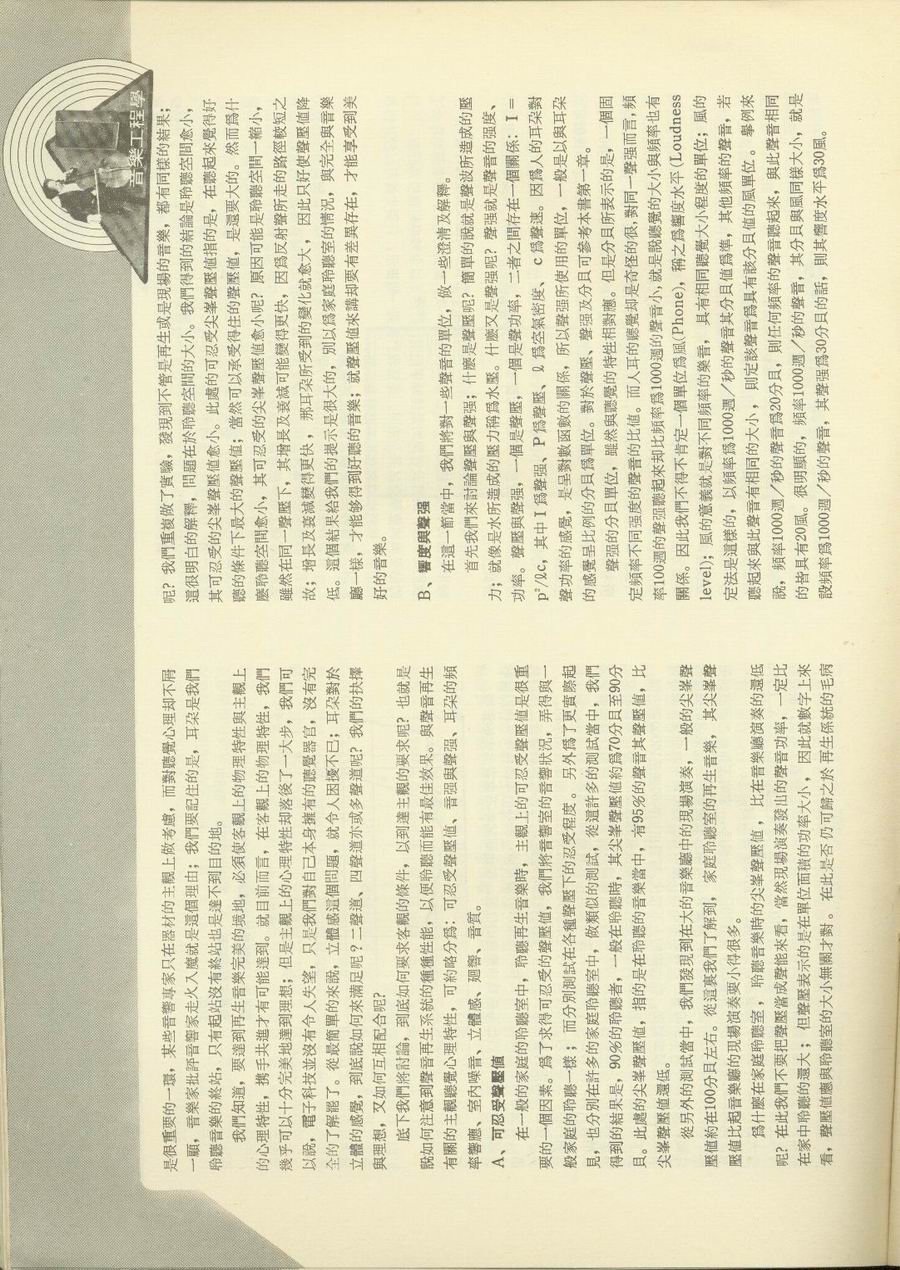 音樂工程學
是很重要的一環，某些音響專家只在器材的主觀上做考慮，而對聽覺心理却不屑
一顧，音樂家批評音響家走火入魔就是這個理由；我們要記住的是，耳朵是我們
聆聽音樂的終站，只有起站沒有終站也是達不到目的地。
我們知道，要達到再生音樂完美的境地，必須使客觀上的物理特性與主觀上
的心理特性，携手共進才有可能達到。就目前而言，在客觀上的物理特性，我們
幾乎可以十分完美地達到理想；但是主觀上的心理特性却落後了一大步，我們可
以說，電子科技並沒有令人失望，只是我們對自己本身擁有的聽覺器官，沒有完
全的了解罷了。從最簡單的來說，立體感這個問題，就令人困擾不已；耳朵對於
立體的感覺，到底說如何來滿足呢？二聲道、四聲道亦或多聲道呢？我們的抉擇
與理想，又如何互相配合呢？
底下我們將討論，到底如何要求客觀的條件，以到達主觀的要求呢？也就是
說如何注意到聲音再生系統的種種性能，以便聆聽而能有最佳效果。與聲音再生
有關的主觀聽覺心理特性，可約略分爲：可忍受聲壓值、音强與聲强、耳朵的頻
率響應、室內噪音、立體感、廻響、音質。
A、可忍受聲壓值
在一般的家庭的聆聽室中，聆聽再生音樂時，主觀上的可忍受聲壓值是很重
要的一個因素。爲了求得可忍受的聲壓值，我們將音響室的音響狀況，弄得與一
般家庭的聆聽一樣；而分別測試在各種聲壓下的忍受程度。另外爲了更實際起
見，也分別在許多的家庭聆聽室中，做類似的測試，從這許多的測試當中，我們
得到的結果是，90%的聆聽者，一般在聆聽時，其尖峯聲壓值約爲70分貝至90分
貝。此處的尖峯聲壓值，指的是在聆聽的音樂當中，有95%的聲音其聲壓值，比
尖峯聲壓值還低。
從另外的測試當中，我們發現到在大的音樂廳中的現場演奏，一般的尖峯聲
壓值約在100分貝左右。從這裏我們了解到，家庭聆聽室的再生音樂，其尖峯聲
壓值比起音樂廳的現場演奏要小得很多。
爲什麽在家庭聆聽室，聆聽音樂時的尖峯聲壓值，比在音樂廳演奏的還低
呢？在此我們不要把聲壓當成聲能來看，當然現場演奏發出的聲音功率，一定比
在家中聆聽的還大；但聲壓表示的是在單位面積的功率大小，因此就數字上來
看，聲壓值應與聆聽室的大小無關才對。在此是否仍可歸之於再生係統的毛病
呢？我們重複做了實驗，發現到不管是再生或是現場的音樂，都有同樣的結果；
這很明白的解釋，問題在於聆聽空間的大小。我們得到的結論是聆聽空間愈小，
其可忍受的尖峯聲壓值愈小。此處的可忍受尖峯聲壓值指的是，在聽起來覺得好
聽的條件下最大的聲壓值；當然可以承受得住的聲壓值，是還要大的。然而爲什
麽聆聽空間愈小，其可忍受的尖峯聲壓值愈小呢？原因可能是聆聽空間一縮小，
雖然在同一聲壓下，其增長及衰減可能變得更快，因爲反射聲所走的路徑較短之
故；增長及衰減變得更快，那耳朶所受到的變化就愈大，因此只好使聲壓值降
低。這個結果給我們的提示是很大的，別以爲家庭聆聽室的情況，與完全與音樂
廳一樣，才能夠得到好聽的音樂；就聲壓值來講却要有差異存在，才能享受到美
好的音樂。
B、響度與聲强
在這一節當中，我們將對一些聲音的單位，做一些澄清及解釋。
首先我們來討論聲壓與聲强；什麽是聲壓呢？簡單的說就是聲波所造成的壓
力；就像是水所造成的壓力稱爲水壓。什麽又是聲强呢？聲强就是聲音的强度、
功率。聲壓與聲强，一個是聲壓，一個是聲功率，二者之間存在一個關係：I =
p²/ℓc，其中 I 爲聲强、P 爲聲壓、ℓ 爲空氣密度、c 爲聲速。因爲人的耳朶對
聲功率的感覺，是呈對數函數的關係，所以聲强所使用的單位，一般是以與耳朶
的感覺呈比例的分貝爲單位。對於聲壓、聲强及分貝可參考本書第一章。
聲强的分貝單位，雖然與聽覺的特性相對應。但是分貝所表示的是，一個固
定頻率不同强度的聲音的比值。而人耳的聽覺却是奇怪的很，對同一聲强而言，頻
率100週的聲强聽起來却比頻率爲1000週的聲音小，就是說聽覺的大小與頻率也有
關係。因此我們不得不肯定一個單位爲風(Phone)，稱之爲響度水平(Loudness
level)；風的意義就是對不同頻率的樂音，具有相同聽覺大小程度的單位；風的
定法是這樣的，以頻率爲1000週／秒的聲音其分貝值爲準，其他頻率的聲音，若
聽起來與此聲音有相同的大小，則定該聲音爲具有該分貝值的風單位。舉例來
說，頻率1000週／秒的聲音爲20分貝，則任何頻率的聲音聽起來，與此聲音相同
的皆具有20風。很明顯的，頻率1000週／秒的聲音，其分貝與風同樣大小，就是
設頻率爲1000週／秒的聲音，其聲强爲30分貝的話，則其響度水平爲30風。